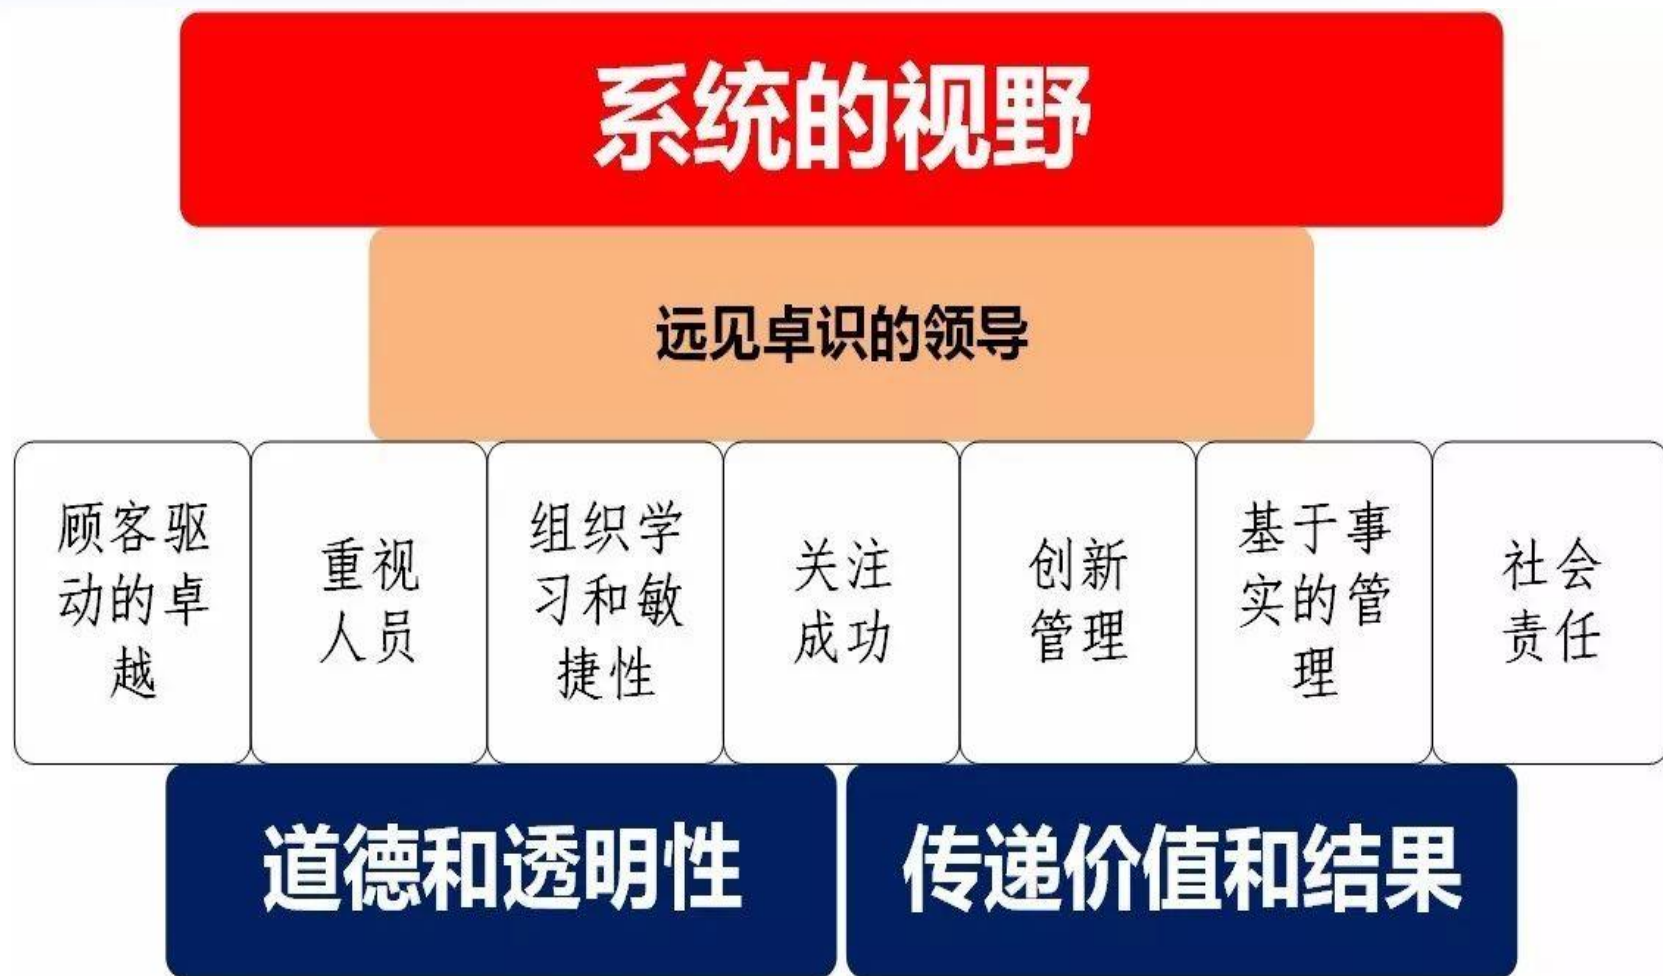 系统的视野
远见卓识的领导
顾客驱
动的卓
越
重视
人员
组织学
习和敏
捷性
关注
成功
创新
管理
基于事
实的管
理
社会
责任
道德和透明性
传递价值和结果